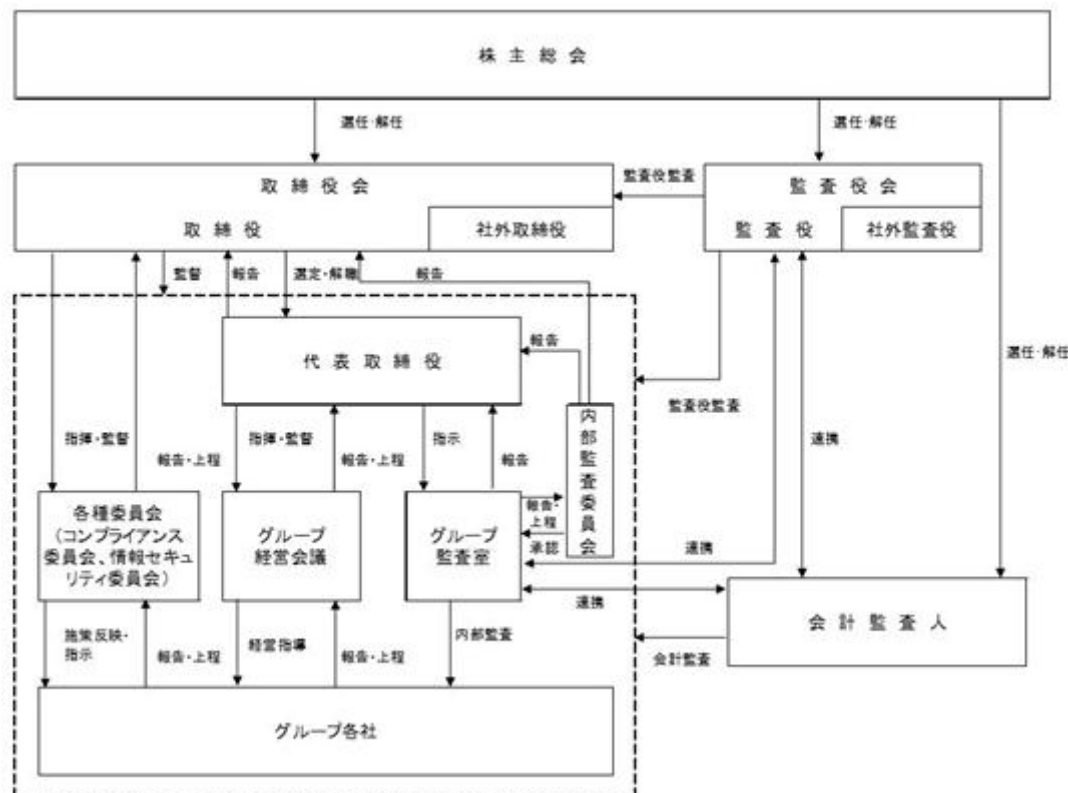 株主総会
選任・解任
選任・解任
取締役会
監査役監査
監査役会
取締役
社外取締役
監査役
社外監査役
監督
報告
選定・解職
報告
代表取締役
報告
選任・解任
監査役監査
内部監査委員会
指揮・監督
報告・上程
指揮・監督
報告・上程
指示
報告
連携
各種委員会
(コンプライアンス
委員会、情報セキュ
リティ委員会)
グループ
経営会議
グループ
監査室
報告・
上程
承認
連携
連携
会計監査人
施策反映・
指示
報告・上程
経営指導
報告・上程
内部監査
会計監査
グループ各社